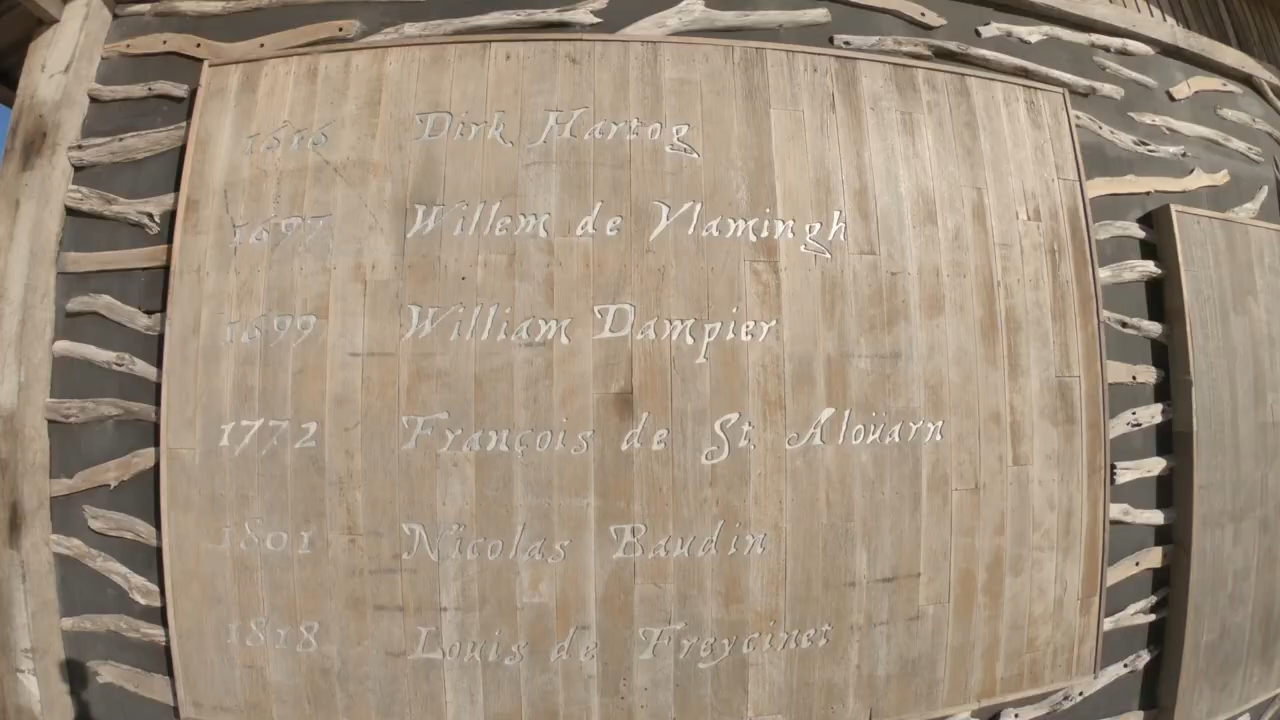 1616 Dirk Hartog
1697 Willem de Vlamingh
1699 William Dampier
1772 François de St. Aloüarn
1801 Nicolas Baudin
1818 Louis de Freycinet